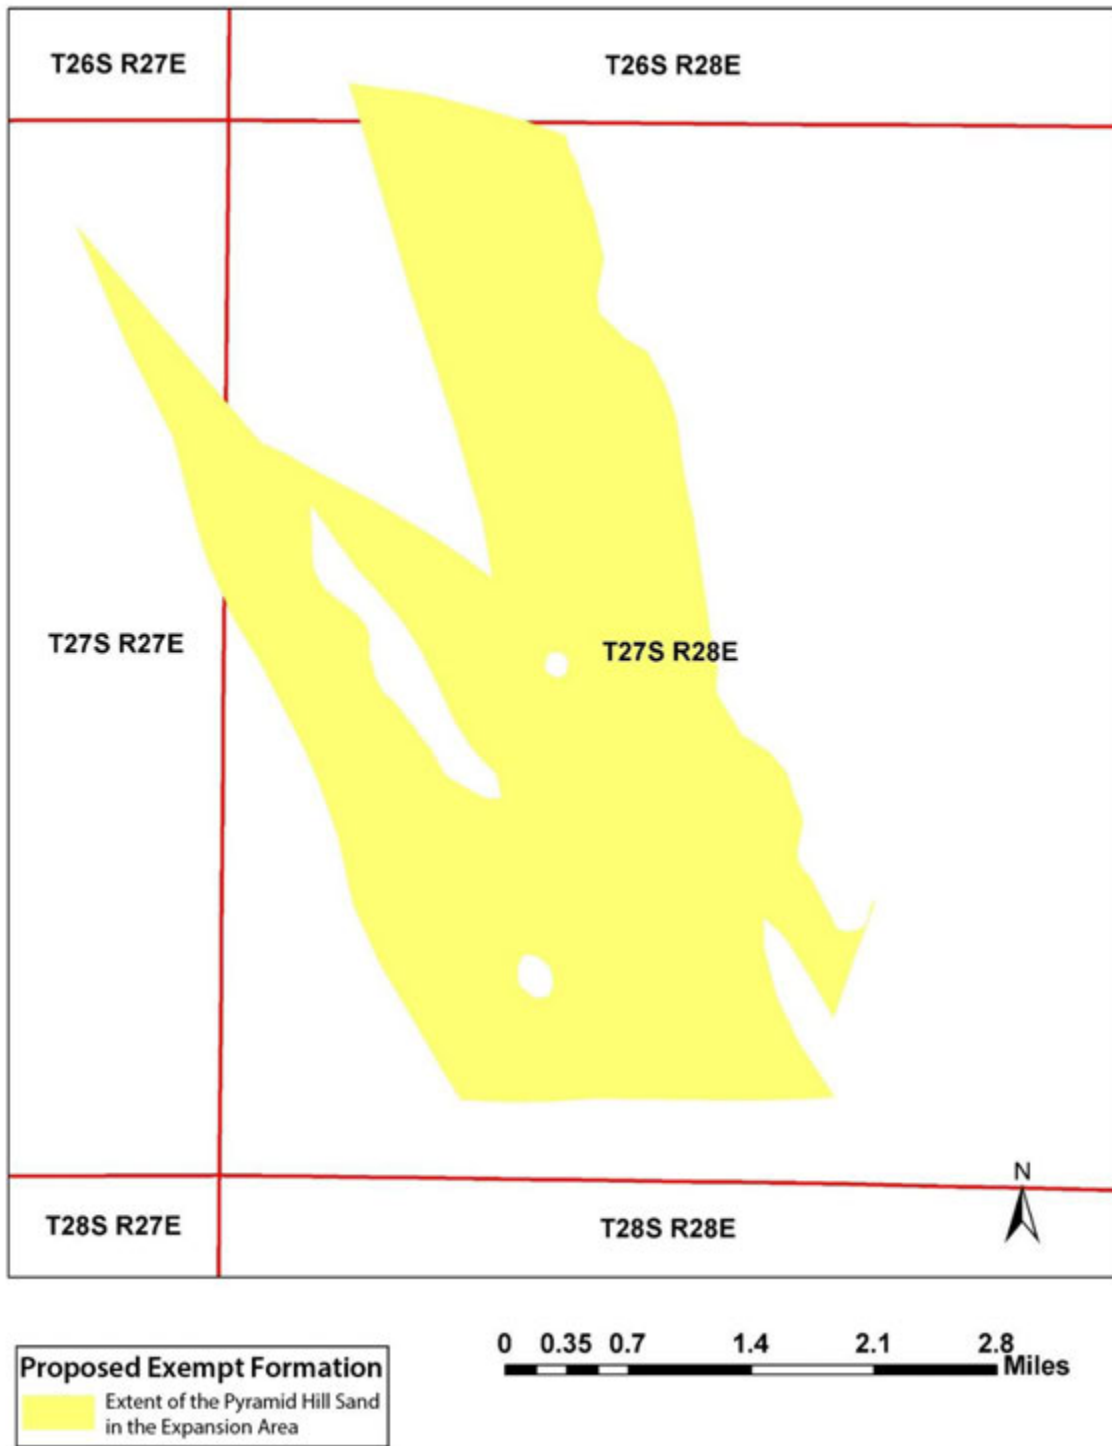 T26S R27E
T26S R28E
T27S R27E
T27S R28E
N
T28S R27E
T28S R28E
0 0.35 0.7 1.4 2.1 2.8
Miles
Proposed Exempt Formation
Extent of the Pyramid Hill Sand
in the Expansion Area